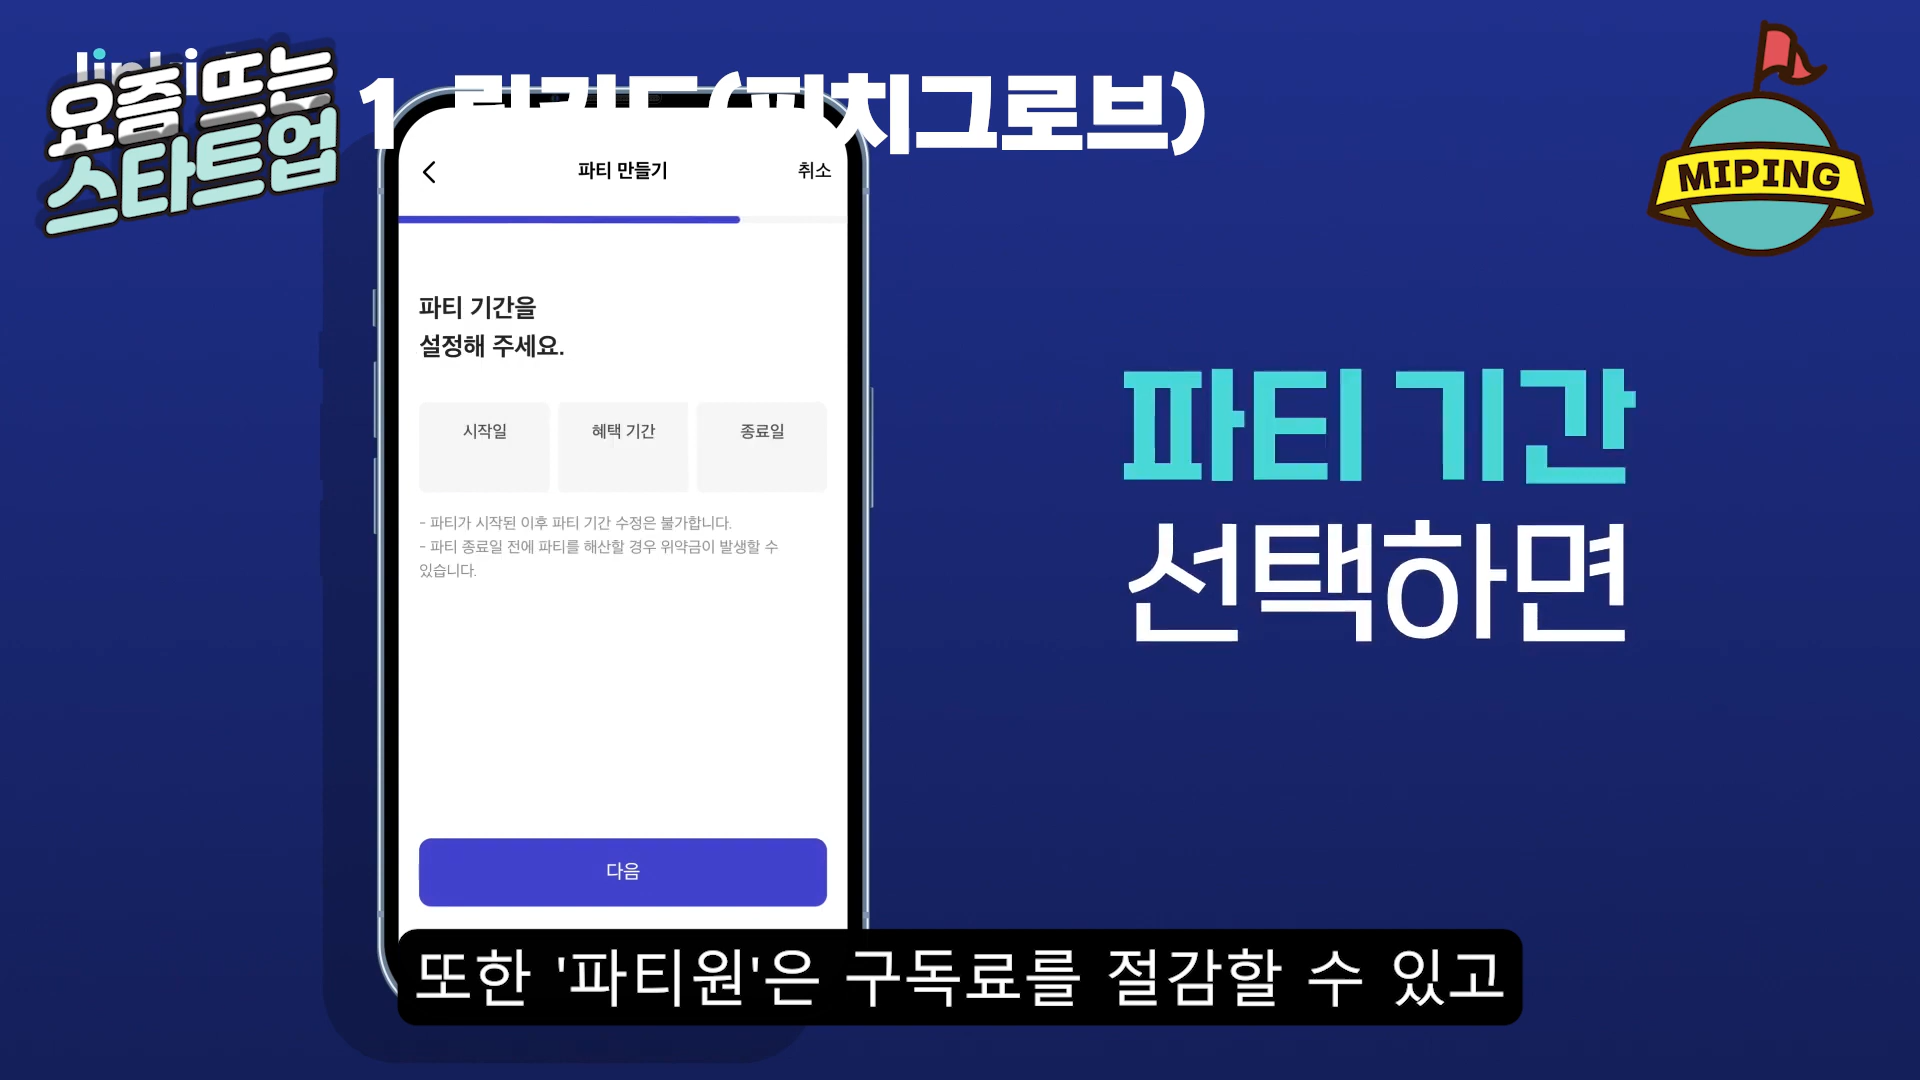 요즘 뜨는
스타트업
1. 링키드(피치그로브)
MIPING
파티 만들기
취소
파티 기간을
설정해 주세요.
시작일
혜택 기간
종료일
- 파티가 시작된 이후 파티 기간 수정은 불가합니다.
- 파티 종료일 전에 파티를 해산할 경우 위약금이 발생할 수
있습니다.
다음
파티 기간
선택하면
또한 '파티원'은 구독료를 절감할 수 있고